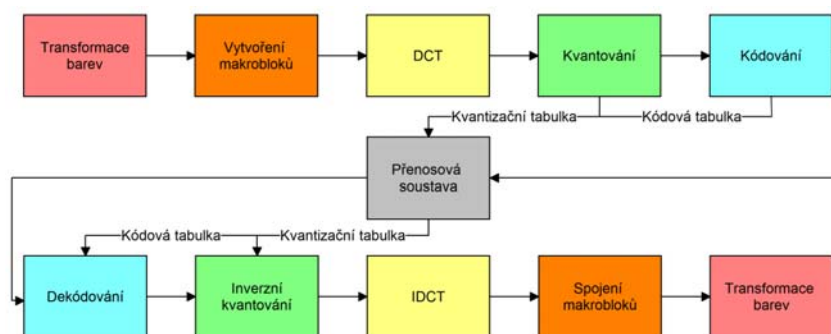 Transformace
barev
Vytvoření
makrobloků
DCT
Kvantování
Kódování
Kvantizační tabulka
Kódová tabulka
Přenosová
soustava
Kódová tabulka
Kvantizační tabulka
Dekódování
Inverzní
kvantování
IDCT
Spojení
makrobloků
Transformace
barev